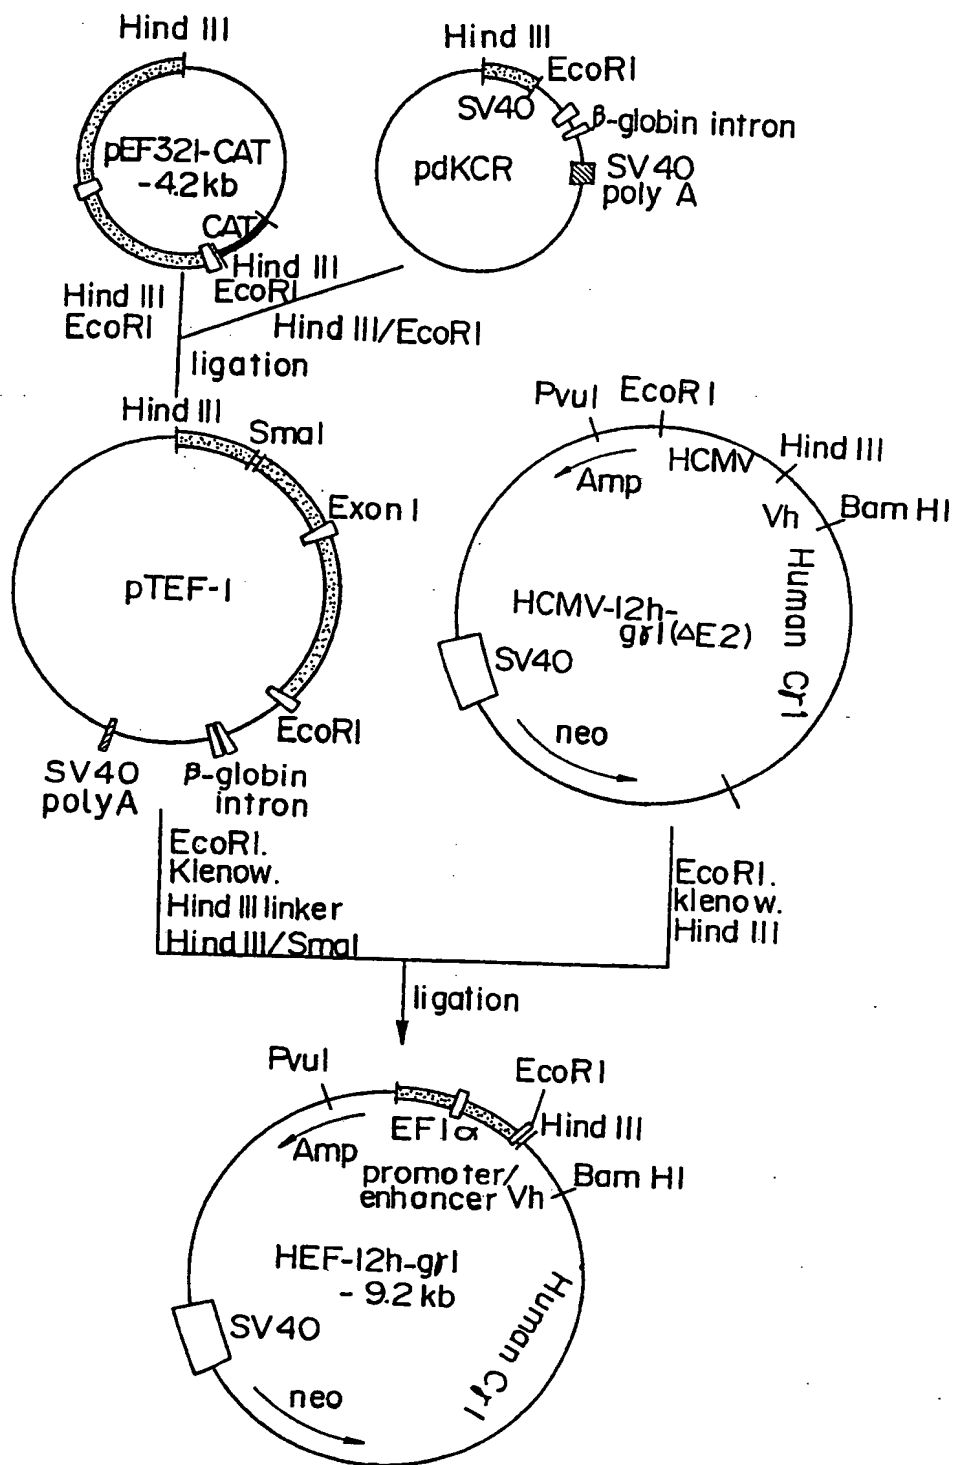 Hind III
pEF321-CAT
-4.2kb
CAT
Hind III
EcoRI
Hind III
EcoRI
SV40
β-globin intron
pdKCR
SV40
poly A
Hind III
EcoRI
Hind III/EcoRI
ligation
Hind III
SmaI
Exon I
pTEF-1
EcoRI
SV40
polyA
β-globin
intron
PvuI
EcoRI
HCMV
Hind III
Amp
Vh
Bam HI
HCMV-12h-
gγ1(ΔE2)
Human Cγ1
SV40
neo
EcoRI.
Klenow.
Hind III linker
Hind III/SmaI
EcoRI.
klenow.
Hind III
ligation
PvuI
EcoRI
EF1α
Hind III
Amp
promoter/
enhancer Vh
Bam HI
HEF-12h-gγ1
- 9.2 kb
Human Cγ1
SV40
neo